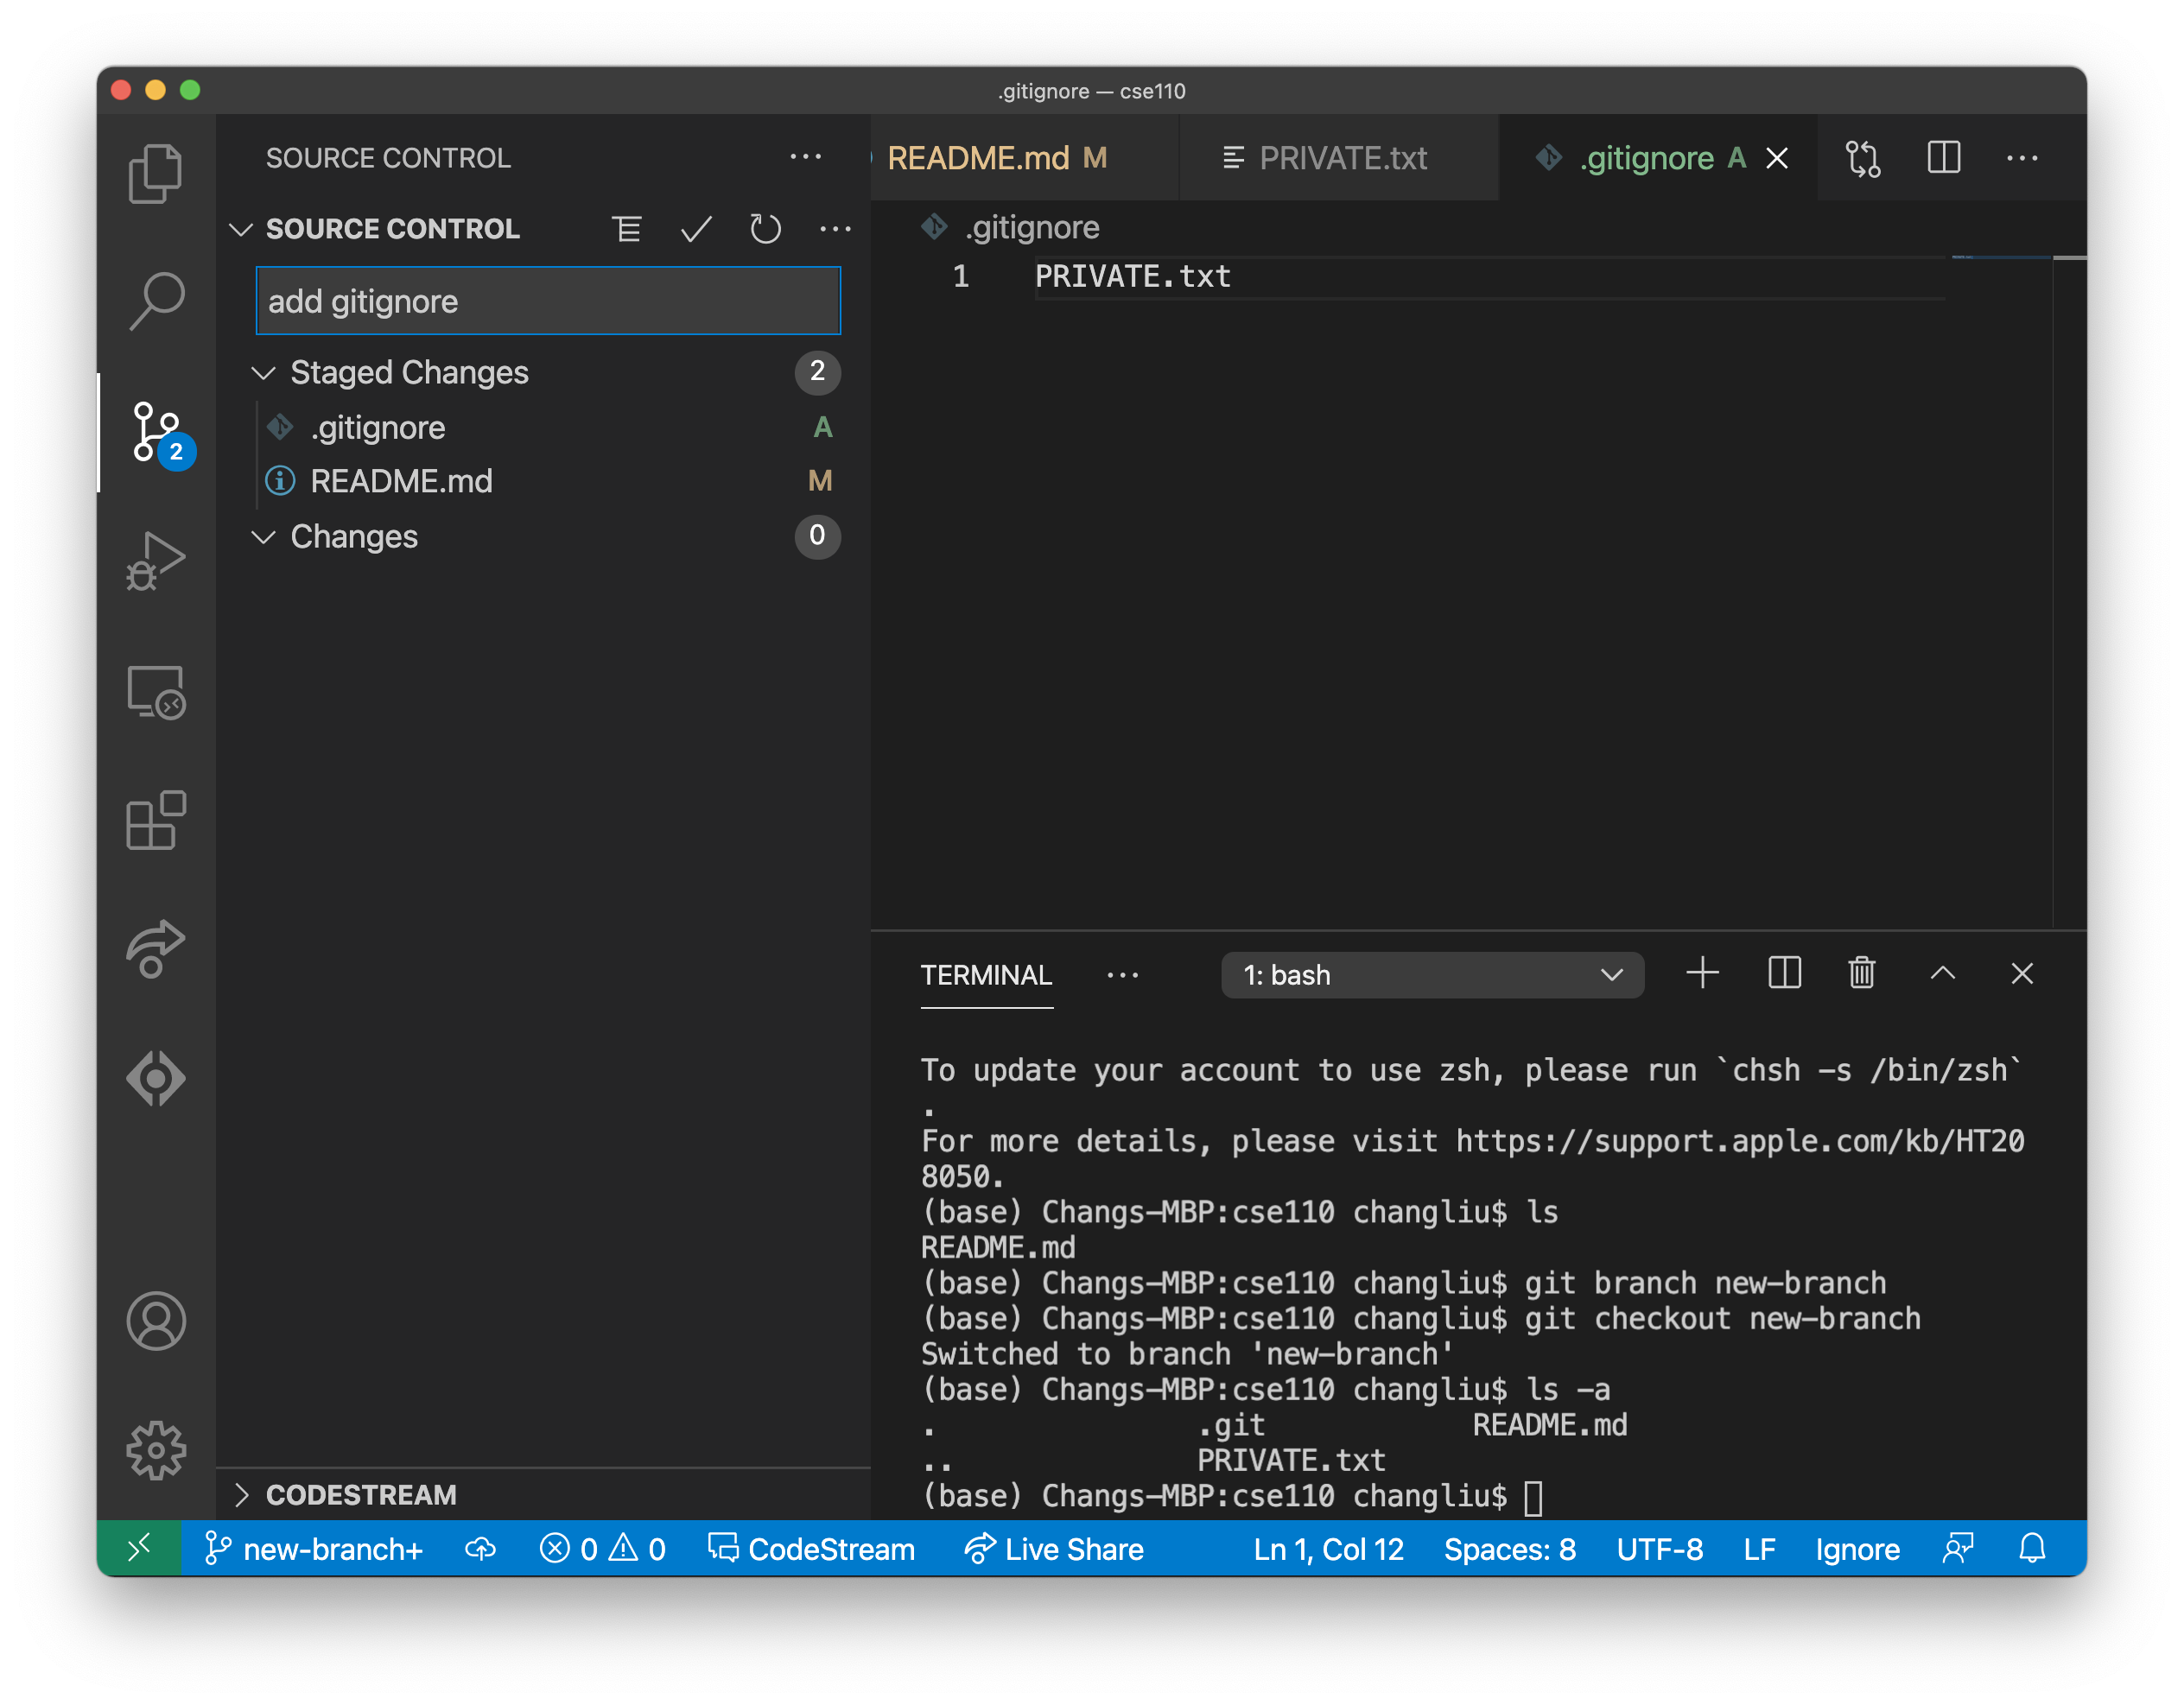 .gitignore — cse110
SOURCE CONTROL
README.md M
PRIVATE.txt
.gitignore A
SOURCE CONTROL
.gitignore
add gitignore
1 PRIVATE.txt
Staged Changes 2
.gitignore A
README.md M
2
Changes 0
TERMINAL
1: bash
To update your account to use zsh, please run `chsh -s /bin/zsh`
.
For more details, please visit https://support.apple.com/kb/HT20
8050.
(base) Changs-MBP:cse110 changliu$ ls
README.md
(base) Changs-MBP:cse110 changliu$ git branch new-branch
(base) Changs-MBP:cse110 changliu$ git checkout new-branch
Switched to branch 'new-branch'
(base) Changs-MBP:cse110 changliu$ ls -a
. .git README.md
.. PRIVATE.txt
(base) Changs-MBP:cse110 changliu$
CODESTREAM
new-branch+ 0 0 CodeStream Live Share Ln 1, Col 12 Spaces: 8 UTF-8 LF Ignore